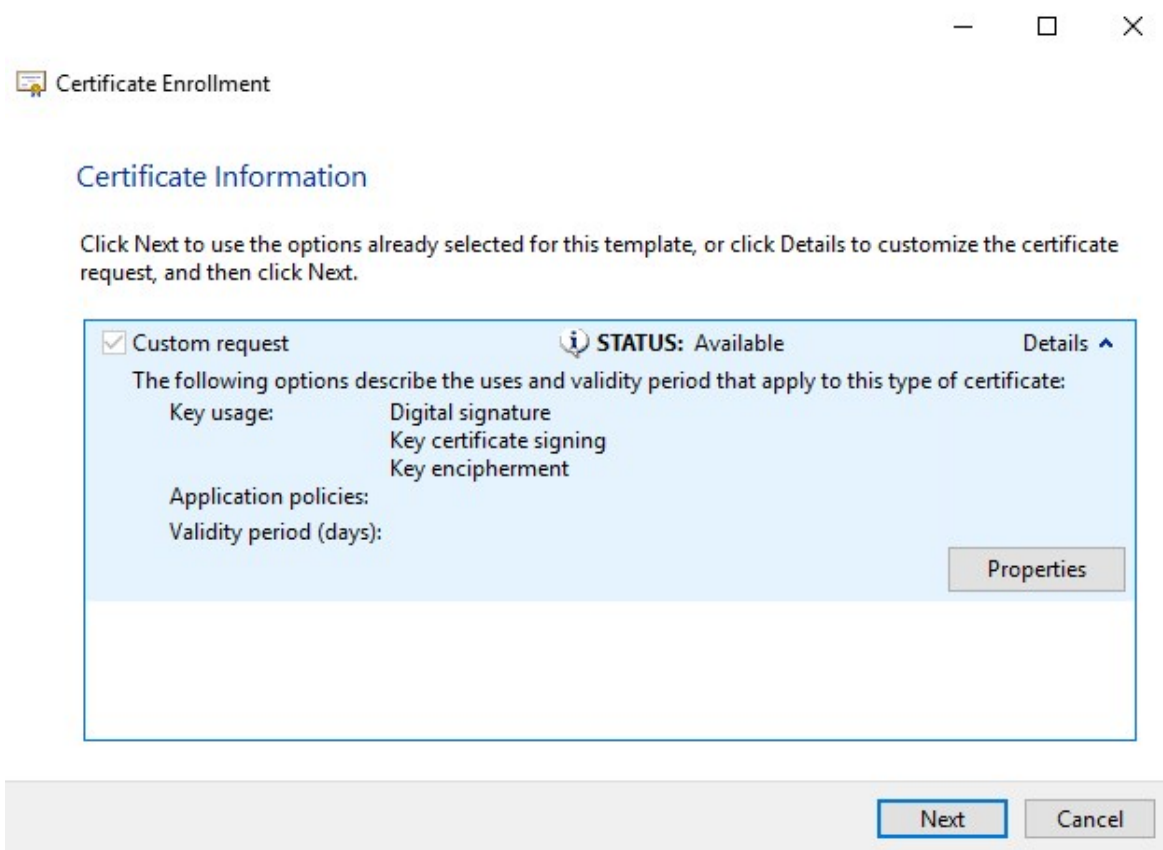 Certificate Enrollment
Certificate Information
Click Next to use the options already selected for this template, or click Details to customize the certificate
request, and then click Next.
Custom request STATUS: Available Details
The following options describe the uses and validity period that apply to this type of certificate:
Key usage: Digital signature
Key certificate signing
Key encipherment
Application policies:
Validity period (days):
Properties
Next Cancel